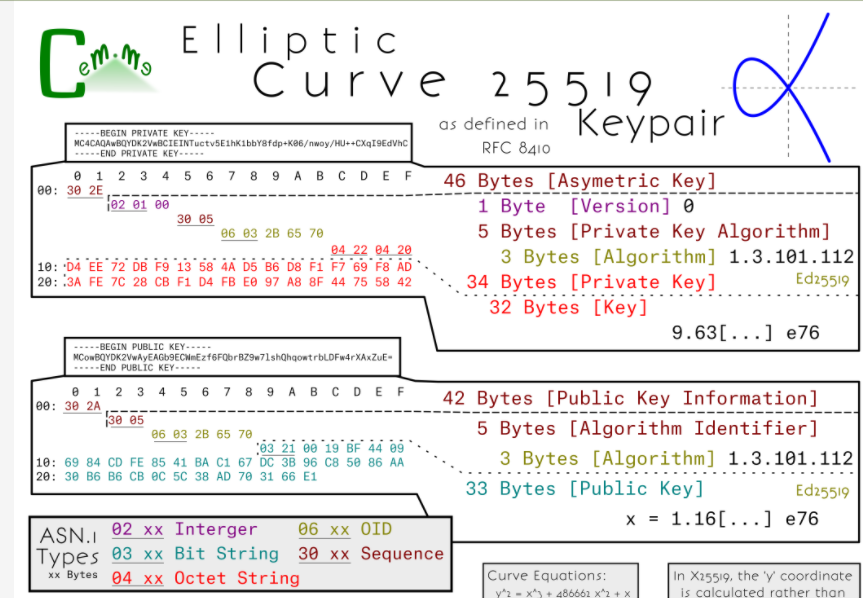 Cem.me
Elliptic
Curve 25519
as defined in Keypair
RFC 8410
-----BEGIN PRIVATE KEY-----
MC4CAQAwBQYDK2VwBCIEINTuctv5E1hK1bbY8fdp+K06/nwoy/HU++CXqI9EdVhC
-----END PRIVATE KEY-----
0 1 2 3 4 5 6 7 8 9 A B C D E F
00: 30 2E
02 01 00
30 05
06 03 2B 65 70
04 22 04 20
10: D4 EE 72 DB F9 13 58 4A D5 B6 D8 F1 F7 69 F8 AD
20: 3A FE 7C 28 CB F1 D4 FB E0 97 A8 8F 44 75 58 42
46 Bytes [Asymetric Key]
1 Byte [Version] 0
5 Bytes [Private Key Algorithm]
3 Bytes [Algorithm] 1.3.101.112
34 Bytes [Private Key] Ed25519
32 Bytes [Key]
9.63[...] e76
-----BEGIN PUBLIC KEY-----
MCowBQYDK2VwAyEAGb9ECWmEzf6FQbrBZ9w7lshQhqowtrbLDFw4rXAxZuE=
-----END PUBLIC KEY-----
0 1 2 3 4 5 6 7 8 9 A B C D E F
00: 30 2A
30 05
06 03 2B 65 70
03 21 00 19 BF 44 09
10: 69 84 CD FE 85 41 BA C1 67 DC 3B 96 C8 50 86 AA
20: 30 B6 B6 CB 0C 5C 38 AD 70 31 66 E1
42 Bytes [Public Key Information]
5 Bytes [Algorithm Identifier]
3 Bytes [Algorithm] 1.3.101.112
33 Bytes [Public Key] Ed25519
x = 1.16[...] e76
ASN.1
Types
xx Bytes
02 xx Interger 06 xx OID
03 xx Bit String 30 xx Sequence
04 xx Octet String
Curve Equations:
y^2 = x^3 + 486662 x^2 + x
In X25519, the 'y' coordinate
is calculated rather than